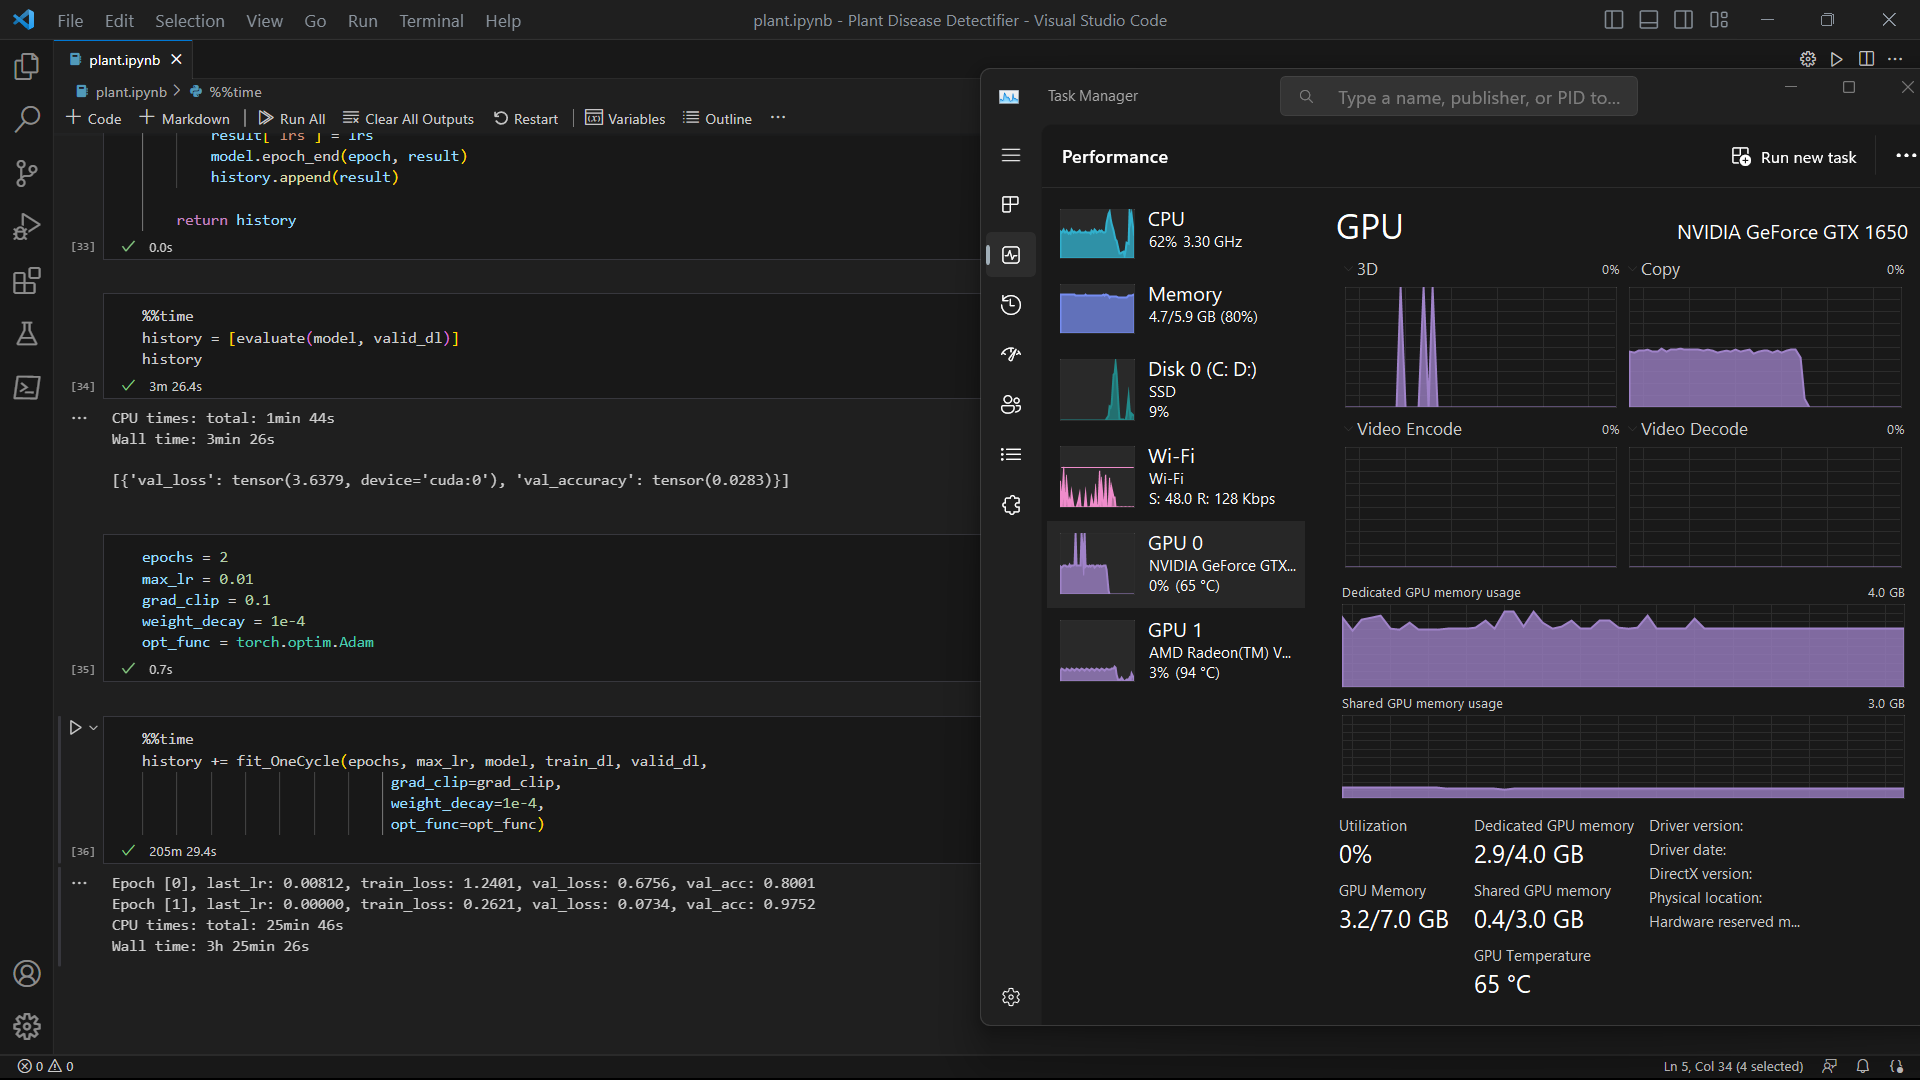 File Edit Selection View Go Run Terminal Help
plant.ipynb - Plant Disease Detectifier - Visual Studio Code
plant.ipynb
plant.ipynb > %%time
Code Markdown Run All Clear All Outputs Restart Variables Outline ...
result['lrs'] = lrs
model.epoch_end(epoch, result)
history.append(result)
return history
[33] 0.0s
%%time
history = [evaluate(model, valid_dl)]
history
[34] 3m 26.4s
CPU times: total: 1min 44s
Wall time: 3min 26s
[{'val_loss': tensor(3.6379, device='cuda:0'), 'val_accuracy': tensor(0.0283)}]
epochs = 2
max_lr = 0.01
grad_clip = 0.1
weight_decay = 1e-4
opt_func = torch.optim.Adam
[35] 0.7s
%%time
history += fit_OneCycle(epochs, max_lr, model, train_dl, valid_dl,
grad_clip=grad_clip,
weight_decay=1e-4,
opt_func=opt_func)
[36] 205m 29.4s
Epoch [0], last_lr: 0.00812, train_loss: 1.2401, val_loss: 0.6756, val_acc: 0.8001
Epoch [1], last_lr: 0.00000, train_loss: 0.2621, val_loss: 0.0734, val_acc: 0.9752
CPU times: total: 25min 46s
Wall time: 3h 25min 26s
0 0
Ln 5, Col 34 (4 selected)
Task Manager
Type a name, publisher, or PID to...
Performance
Run new task
CPU
62% 3.30 GHz
Memory
4.7/5.9 GB (80%)
Disk 0 (C: D:)
SSD
9%
Wi-Fi
Wi-Fi
S: 48.0 R: 128 Kbps
GPU 0
NVIDIA GeForce GTX...
0% (65 °C)
GPU 1
AMD Radeon(TM) V...
3% (94 °C)
GPU
NVIDIA GeForce GTX 1650
3D 0%
Copy 0%
Video Encode 0%
Video Decode 0%
Dedicated GPU memory usage 4.0 GB
Shared GPU memory usage 3.0 GB
Utilization
0%
GPU Memory
3.2/7.0 GB
Dedicated GPU memory
2.9/4.0 GB
Shared GPU memory
0.4/3.0 GB
GPU Temperature
65 °C
Driver version:
Driver date:
DirectX version:
Physical location:
Hardware reserved m...